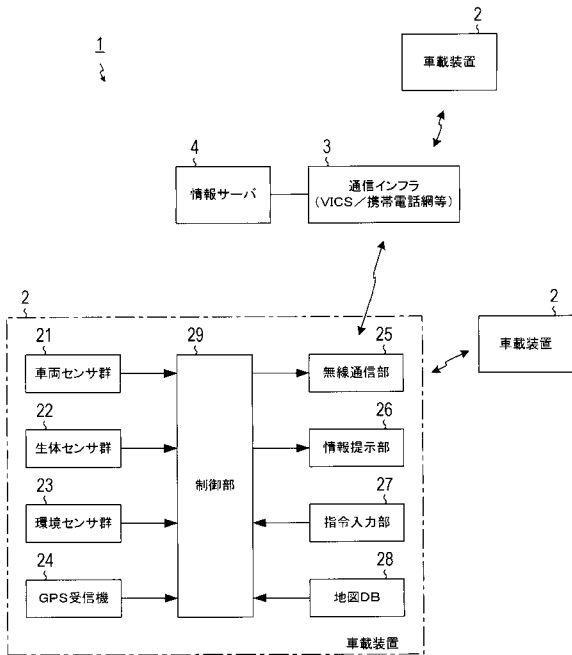 1
2
車載装置
4
情報サーバ
3
通信インフラ
(VICS/携帯電話網等)
2
車載装置
2
21
車両センサ群
22
生体センサ群
23
環境センサ群
24
GPS受信機
29
制御部
25
無線通信部
26
情報提示部
27
指令入力部
28
地図DB
車載装置